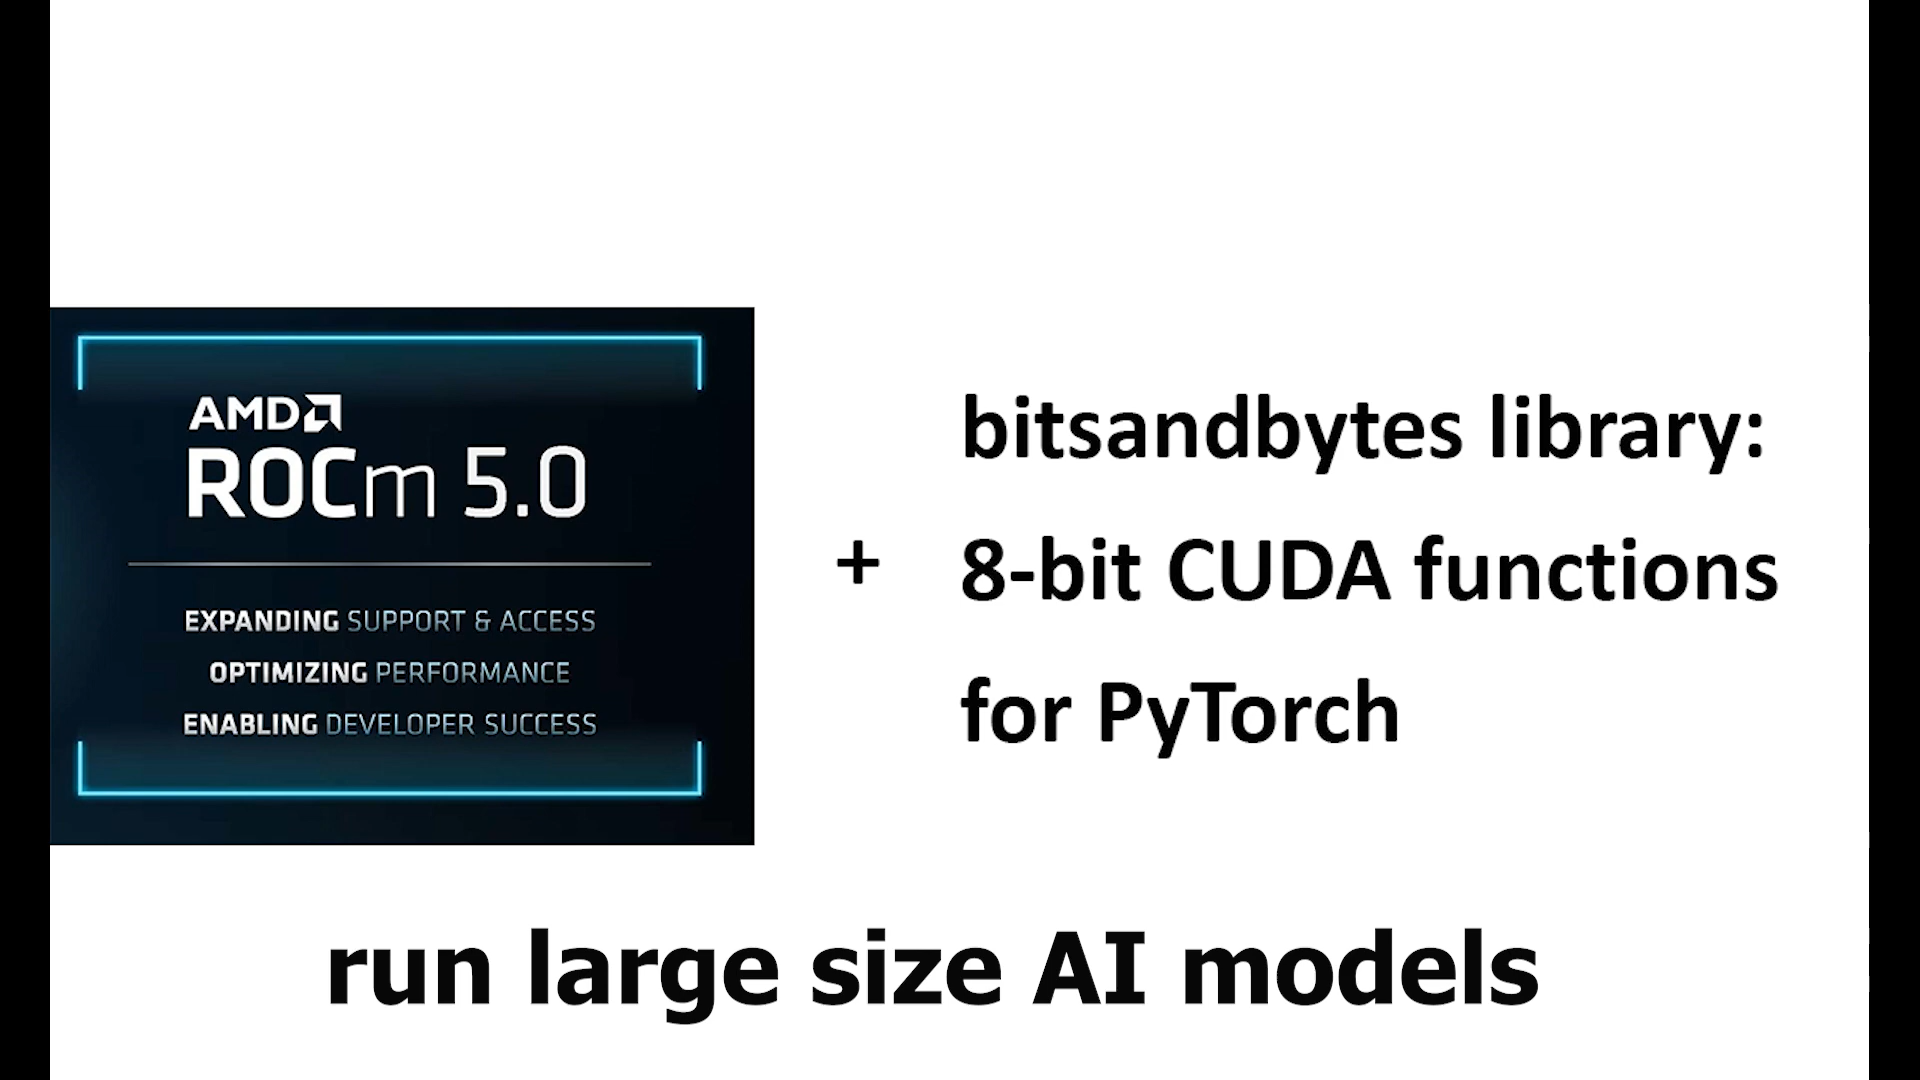 AMD
ROCm 5.0
EXPANDING SUPPORT & ACCESS
OPTIMIZING PERFORMANCE
ENABLING DEVELOPER SUCCESS
+
bitsandbytes library:
8-bit CUDA functions
for PyTorch
run large size AI models